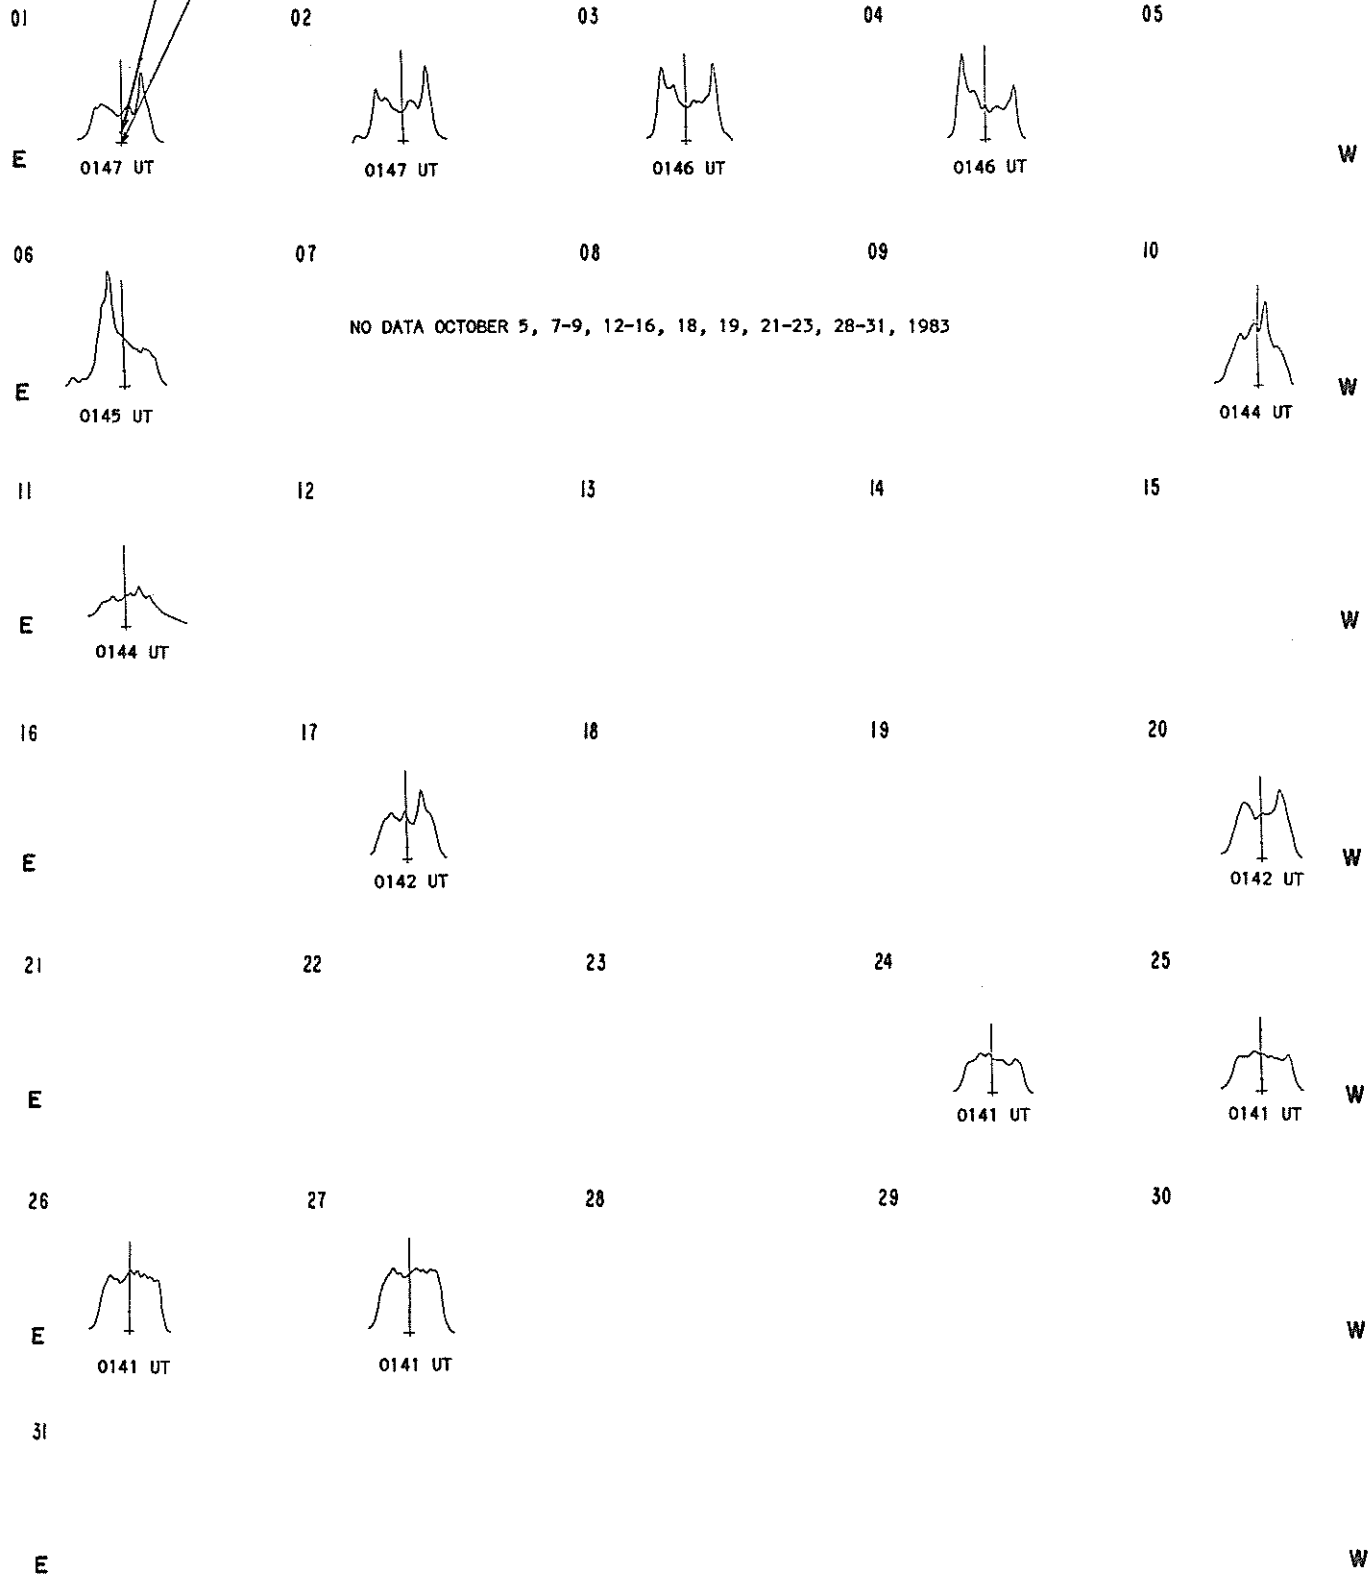 01 02 03 04 05
E 0147 UT 0147 UT 0146 UT 0146 UT W
06 07 08 09 10
NO DATA OCTOBER 5, 7-9, 12-16, 18, 19, 21-23, 28-31, 1983
E 0145 UT 0144 UT W
11 12 13 14 15
E 0144 UT W
16 17 18 19 20
E 0142 UT 0142 UT W
21 22 23 24 25
E 0141 UT 0141 UT W
26 27 28 29 30
E 0141 UT 0141 UT W
31
E W